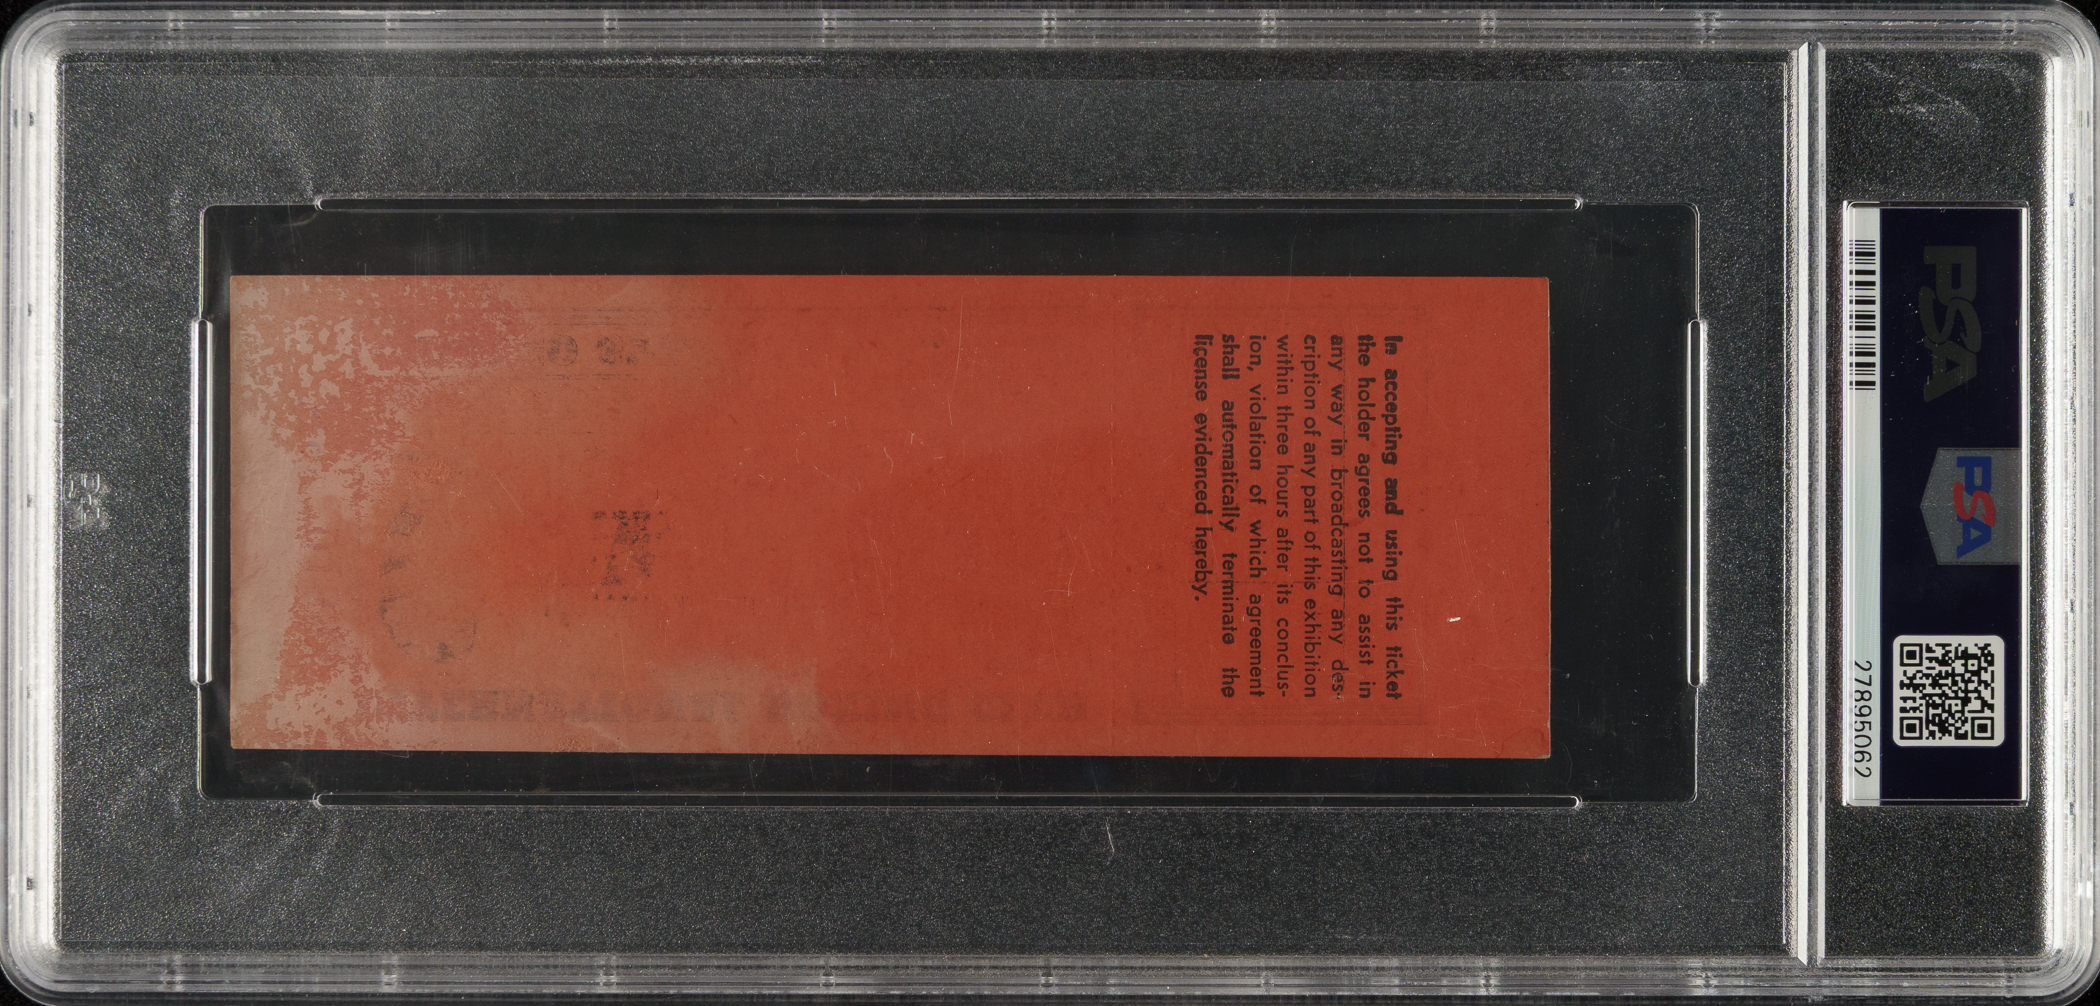 In accepting and using this ticket
the holder agrees not to assist in
any way in broadcasting any des-
cription of any part of this exhibition
within three hours after its conclus-
ion, violation of which agreement
shall automatically terminate the
license evidenced hereby.
PSA
PSA
27895062